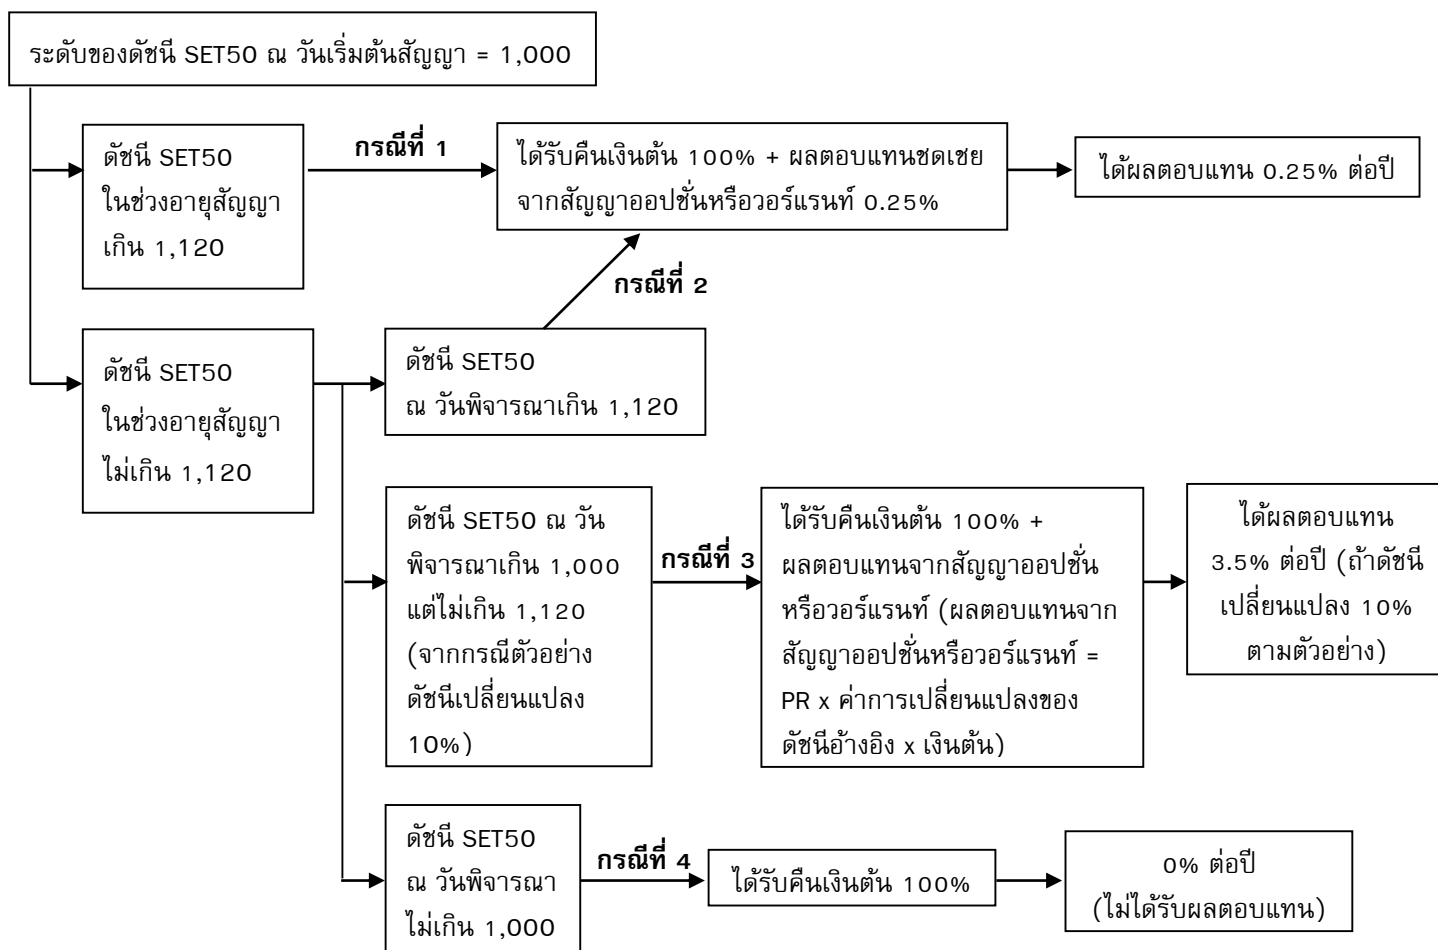 ระดับของดัชนี SET50 ณ วันเริ่มต้นสัญญา = 1,000
ดัชนี SET50
ในช่วงอายุสัญญา
เกิน 1,120
กรณีที่ 1
ได้รับคืนเงินต้น 100% + ผลตอบแทนชดเชย
จากสัญญาออปชั่นหรือวอร์แรนท์ 0.25%
ได้ผลตอบแทน 0.25% ต่อปี
กรณีที่ 2
ดัชนี SET50
ในช่วงอายุสัญญา
ไม่เกิน 1,120
ดัชนี SET50
ณ วันพิจารณาเกิน 1,120
ดัชนี SET50 ณ วัน
พิจารณาเกิน 1,000
แต่ไม่เกิน 1,120
(จากกรณีตัวอย่าง
ดัชนีเปลี่ยนแปลง
10%)
กรณีที่ 3
ได้รับคืนเงินต้น 100% +
ผลตอบแทนจากสัญญาออปชั่น
หรือวอร์แรนท์ (ผลตอบแทนจาก
สัญญาออปชั่นหรือวอร์แรนท์ =
PR x ค่าการเปลี่ยนแปลงของ
ดัชนีอ้างอิง x เงินต้น)
ได้ผลตอบแทน
3.5% ต่อปี (ถ้าดัชนี
เปลี่ยนแปลง 10%
ตามตัวอย่าง)
ดัชนี SET50
ณ วันพิจารณา
ไม่เกิน 1,000
กรณีที่ 4
ได้รับคืนเงินต้น 100%
0% ต่อปี
(ไม่ได้รับผลตอบแทน)